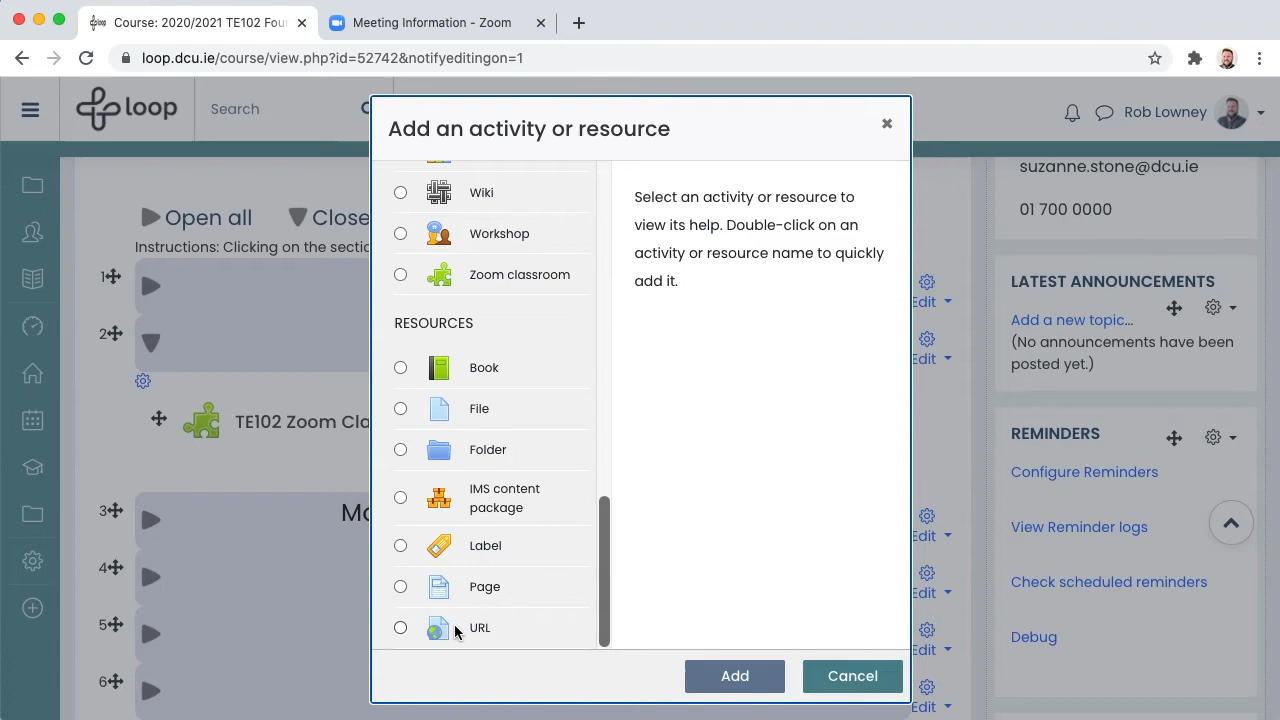 Course: 2020/2021 TE102 Four
Meeting Information - Zoom
loop.dcu.ie/course/view.php?id=52742&notifyeditingon=1
loop
Search
Rob Lowney
Add an activity or resource
Wiki
Workshop
Zoom classroom
RESOURCES
Book
File
Folder
IMS content
package
Label
Page
URL
Select an activity or resource to
view its help. Double-click on an
activity or resource name to quickly
add it.
Add
Cancel
Open all
Close
Instructions: Clicking on the sectio
1
2
TE102 Zoom Cla
3
Mo
4
5
6
Edit
Edit
Edit
Edit
Edit
Edit
suzanne.stone@dcu.ie
01 700 0000
LATEST ANNOUNCEMENTS
Add a new topic...
(No announcements have been
posted yet.)
REMINDERS
Configure Reminders
View Reminder logs
Check scheduled reminders
Debug